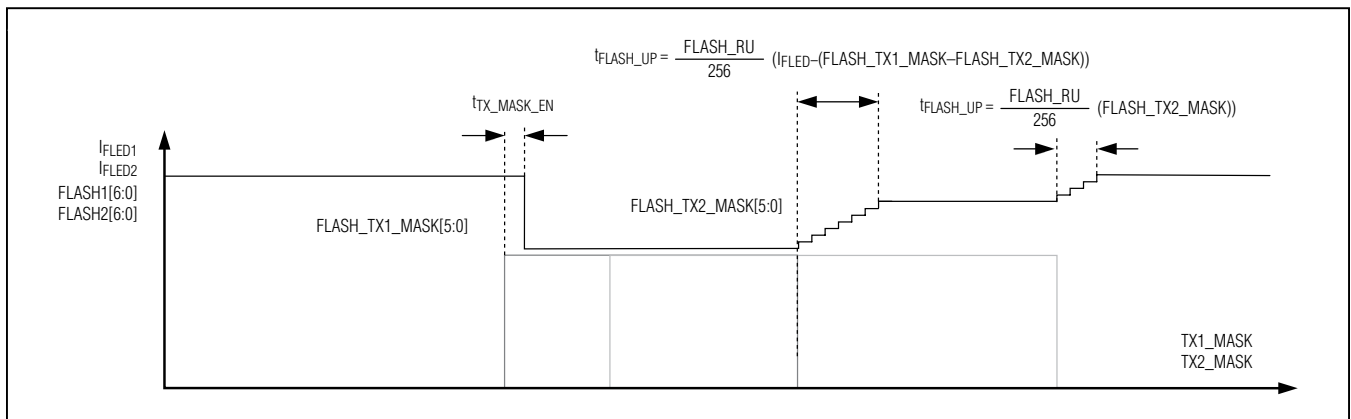 tFLASH_UP = FLASH_RU / 256 (IFLED–(FLASH_TX1_MASK–FLASH_TX2_MASK))
tTX_MASK_EN
tFLASH_UP = FLASH_RU / 256 (FLASH_TX2_MASK))
IFLED1
IFLED2
FLASH1[6:0]
FLASH2[6:0]
FLASH_TX1_MASK[5:0]
FLASH_TX2_MASK[5:0]
TX1_MASK
TX2_MASK